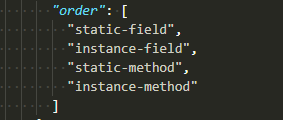 "order": [
"static-field",
"instance-field",
"static-method",
"instance-method"
]